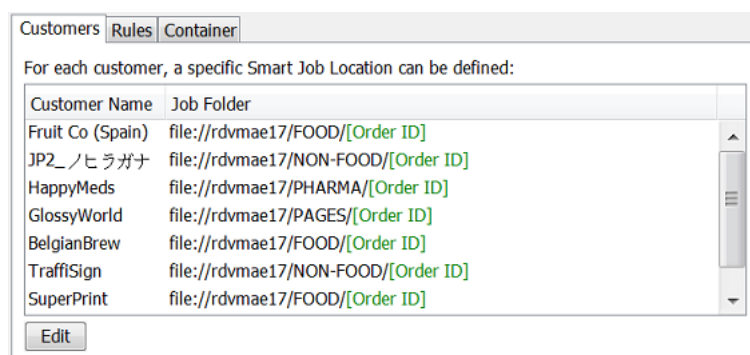 Customers Rules Container
For each customer, a specific Smart Job Location can be defined:
Customer Name Job Folder
Fruit Co (Spain) file://rdvmae17/FOOD/[Order ID]
JP2_ノヒラガナ file://rdvmae17/NON-FOOD/[Order ID]
HappyMeds file://rdvmae17/PHARMA/[Order ID]
GlossyWorld file://rdvmae17/PAGES/[Order ID]
BelgianBrew file://rdvmae17/FOOD/[Order ID]
TraffiSign file://rdvmae17/NON-FOOD/[Order ID]
SuperPrint file://rdvmae17/FOOD/[Order ID]
Edit